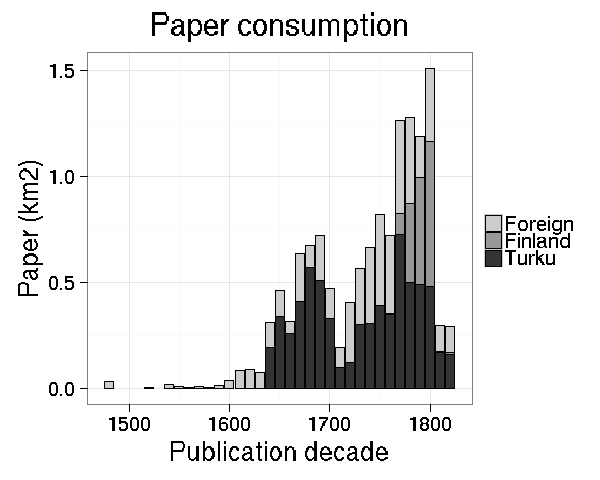 Paper consumption
Paper (km2)
1.5
1.0
0.5
0.0
1500 1600 1700 1800
Publication decade
Foreign
Finland
Turku